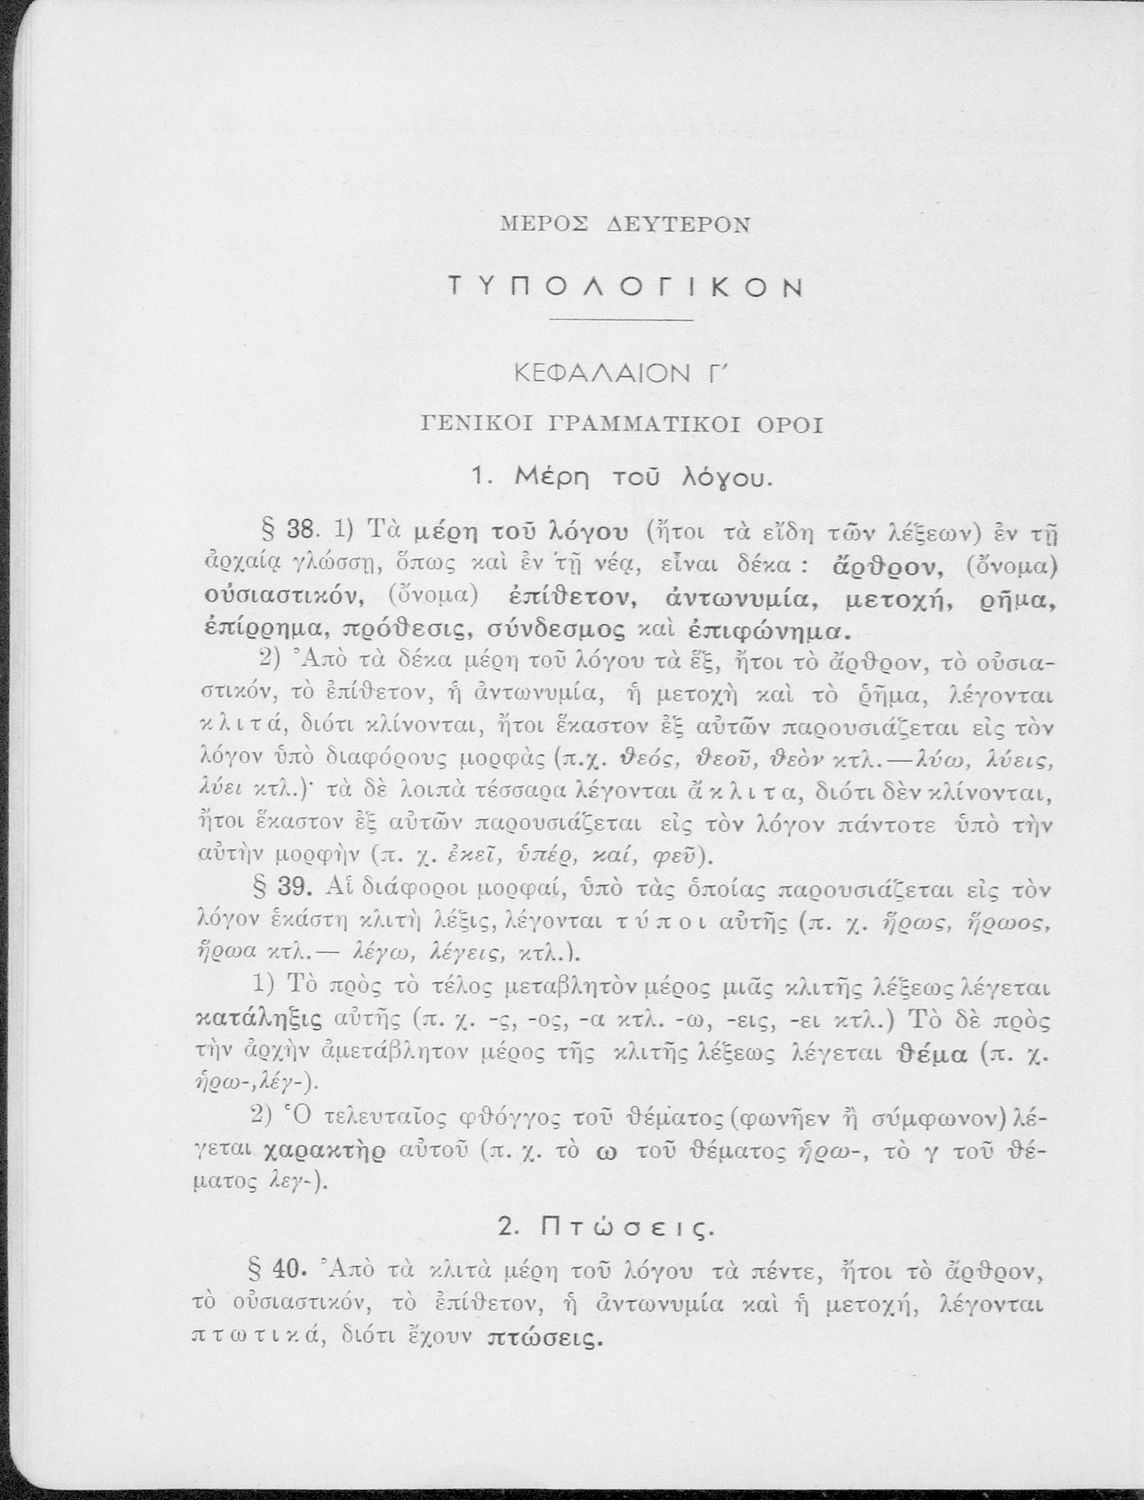 ΜΕΡΟΣ ΔΕΥΤΕΡΟΝ
ΤΥΠΟΛΟΓΙΚΟΝ
ΚΕΦΑΛΑΙΟΝ Γ′
ΓΕΝΙΚΟΙ ΓΡΑΜΜΑΤΙΚΟΙ ΟΡΟΙ
1. Μέρη τοῦ λόγου.
§ 38. 1) Τὰ μέρη τοῦ λόγου (ἤτοι τὰ εἴδη τῶν λέξεων) ἐν τῇ
ἀρχαίᾳ γλώσσῃ, ὅπως καὶ ἐν τῇ νέᾳ, εἶναι δέκα : ἄρθρον, (ὄνομα)
οὐσιαστικόν, (ὄνομα) ἐπίθετον, ἀντωνυμία, μετοχή, ρῆμα,
ἐπίρρημα, πρόθεσις, σύνδεσμος καὶ ἐπιφώνημα.
2) Ἀπὸ τὰ δέκα μέρη τοῦ λόγου τὰ ἕξ, ἤτοι τὸ ἄρθρον, τὸ οὐσια-
στικόν, τὸ ἐπίθετον, ἡ ἀντωνυμία, ἡ μετοχὴ καὶ τὸ ῥῆμα, λέγονται
κλιτά, διότι κλίνονται, ἤτοι ἕκαστον ἐξ αὐτῶν παρουσιάζεται εἰς τὸν
λόγον ὑπὸ διαφόρους μορφὰς (π.χ. θεός, θεοῦ, θεὸν κτλ.—λύω, λύεις,
λύει κτλ.)· τὰ δὲ λοιπὰ τέσσαρα λέγονται ἄκλιτα, διότι δὲν κλίνονται,
ἤτοι ἕκαστον ἐξ αὐτῶν παρουσιάζεται εἰς τὸν λόγον πάντοτε ὑπὸ τὴν
αὐτὴν μορφὴν (π. χ. ἐκεῖ, ὑπέρ, καί, φεῦ).
§ 39. Αἱ διάφοροι μορφαί, ὑπὸ τὰς ὁποίας παρουσιάζεται εἰς τὸν
λόγον ἑκάστη κλιτὴ λέξις, λέγονται τύποι αὐτῆς (π. χ. ἥρως, ἥρωος,
ἥρωα κτλ.— λέγω, λέγεις, κτλ.).
1) Τὸ πρὸς τὸ τέλος μεταβλητὸν μέρος μιᾶς κλιτῆς λέξεως λέγεται
κατάληξις αὐτῆς (π. χ. -ς, -ος, -α κτλ. -ω, -εις, -ει κτλ.) Τὸ δὲ πρὸς
τὴν ἀρχὴν ἀμετάβλητον μέρος τῆς κλιτῆς λέξεως λέγεται θέμα (π. χ.
ἡρω-,λέγ-).
2) Ὁ τελευταῖος φθόγγος τοῦ θέματος (φωνῆεν ἢ σύμφωνον) λέ-
γεται χαρακτὴρ αὐτοῦ (π. χ. τὸ ω τοῦ θέματος ἡρω-, τὸ γ τοῦ θέ-
ματος λεγ-).
2. Πτώσεις.
§ 40. Ἀπὸ τὰ κλιτὰ μέρη τοῦ λόγου τὰ πέντε, ἤτοι τὸ ἄρθρον,
τὸ οὐσιαστικόν, τὸ ἐπίθετον, ἡ ἀντωνυμία καὶ ἡ μετοχή, λέγονται
πτωτικά, διότι ἔχουν πτώσεις.